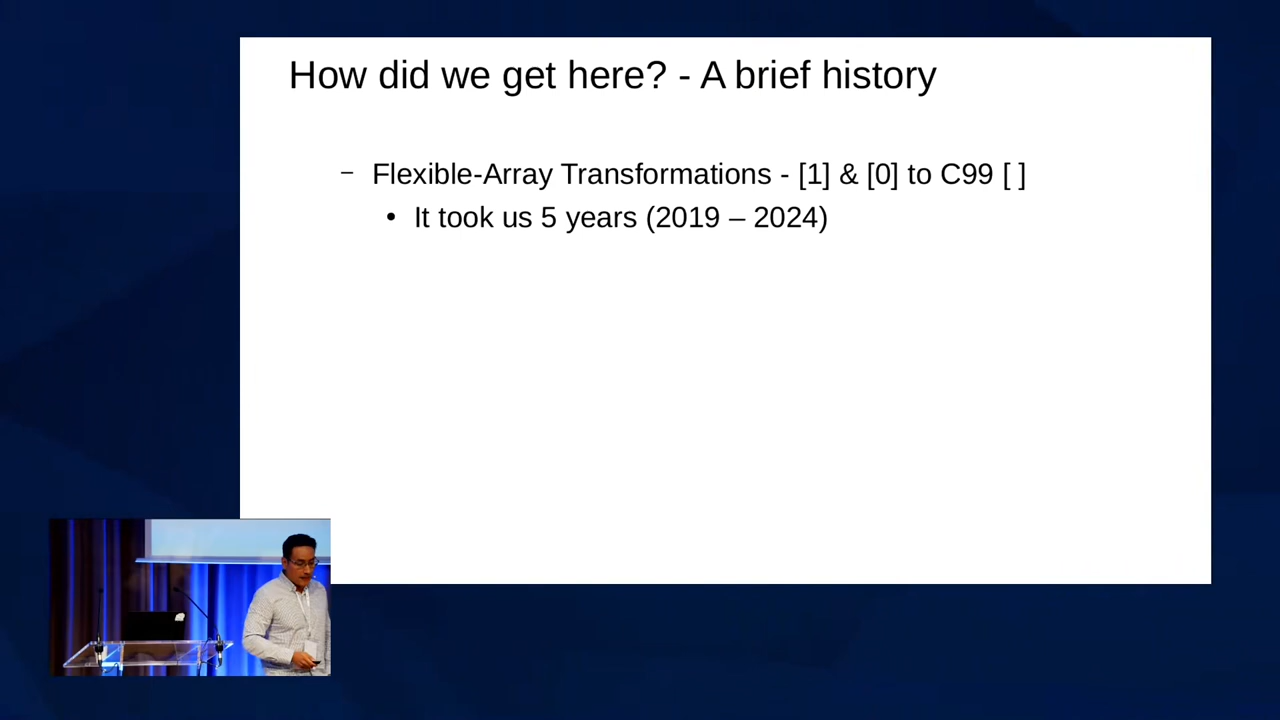 How did we get here? - A brief history
– Flexible-Array Transformations - [1] & [0] to C99 [ ]
• It took us 5 years (2019 – 2024)